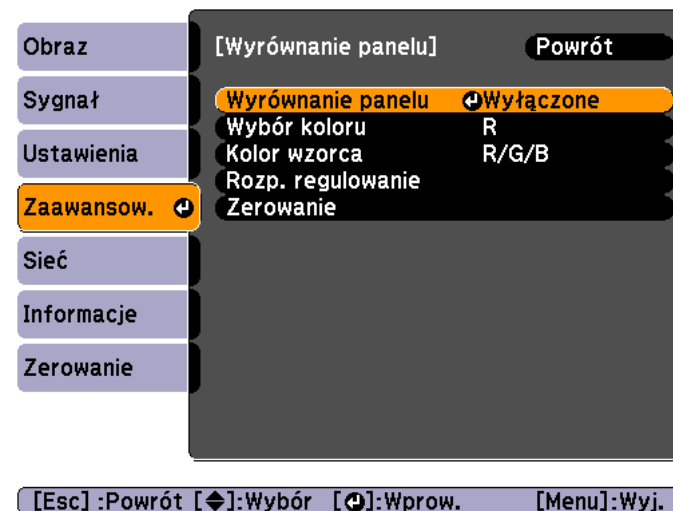 Obraz
Sygnał
Ustawienia
Zaawansow.
Sieć
Informacje
Zerowanie
[Wyrównanie panelu] Powrót
Wyrównanie panelu Wyłączone
Wybór koloru R
Kolor wzorca R/G/B
Rozp. regulowanie
Zerowanie
[Esc] :Powrót [◆]:Wybór [⏎]:Wprow. [Menu]:Wyj.